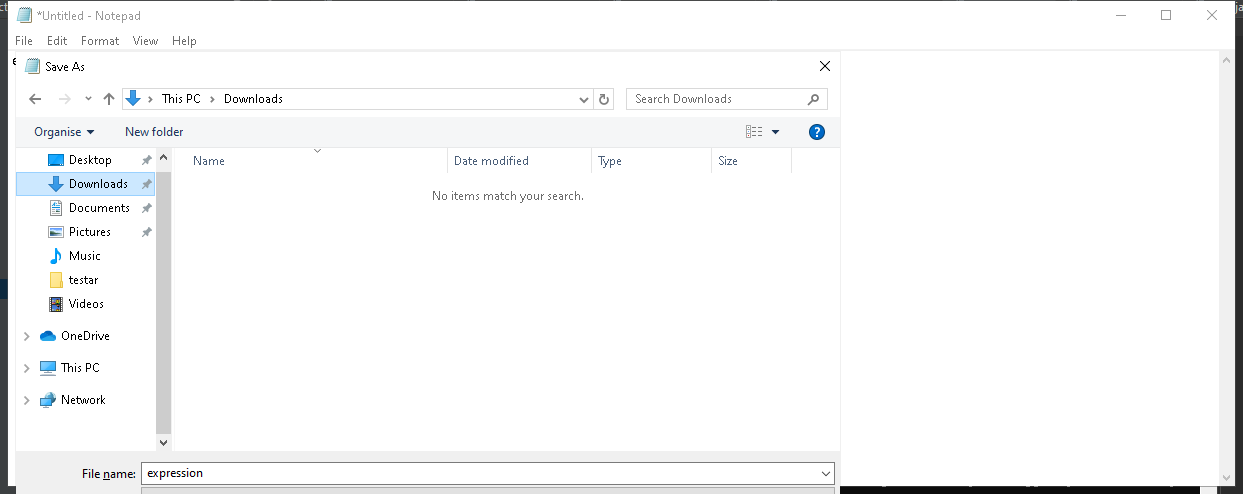 *Untitled - Notepad
File Edit Format View Help
e
Save As
This PC Downloads
Search Downloads
Organise New folder
?
Name Date modified Type Size
No items match your search.
Desktop
Downloads
Documents
Pictures
Music
testar
Videos
OneDrive
This PC
Network
File name: expression